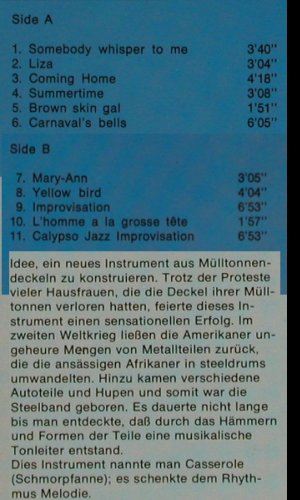 Side A
1. Somebody whisper to me 3'40"
2. Liza 3'04"
3. Coming Home 4'18"
4. Summertime 3'08"
5. Brown skin gal 1'51"
6. Carnaval's bells 6'05"
Side B
7. Mary-Ann 3'05"
8. Yellow bird 4'04"
9. Improvisation 6'53"
10. L'homme a la grosse tête 1'57"
11. Calypso Jazz Improvisation 6'53"
Idee, ein neues Instrument aus Mülltonnen-
deckeln zu konstruieren. Trotz der Proteste
vieler Hausfrauen, die die Deckel ihrer Müll-
tonnen verloren hatten, feierte dieses In-
strument einen sensationellen Erfolg. Im
zweiten Weltkrieg ließen die Amerikaner un-
geheure Mengen von Metallteilen zurück,
die die ansässigen Afrikaner in steeldrums
umwandelten. Hinzu kamen verschiedene
Autoteile und Hupen und somit war die
Steelband geboren. Es dauerte nicht lange
bis man entdeckte, daß durch das Hämmern
und Formen der Teile eine musikalische
Tonleiter entstand.
Dies Instrument nannte man Casserole
(Schmorpfanne); es schenkte dem Rhyth-
mus Melodie.